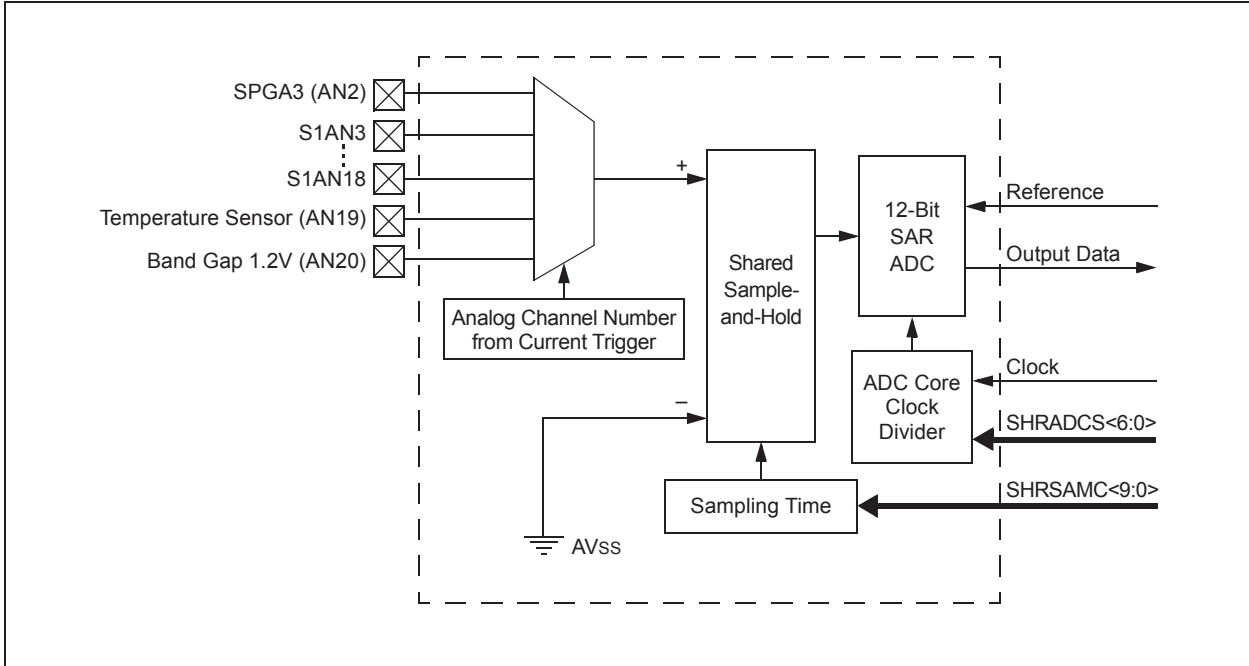 SPGA3 (AN2)
S1AN3
S1AN18
Temperature Sensor (AN19)
Band Gap 1.2V (AN20)
Analog Channel Number
from Current Trigger
+
–
Shared
Sample-
and-Hold
12-Bit
SAR
ADC
Reference
Output Data
ADC Core
Clock
Divider
Clock
SHRADCS<6:0>
Sampling Time
SHRSAMC<9:0>
AVSS